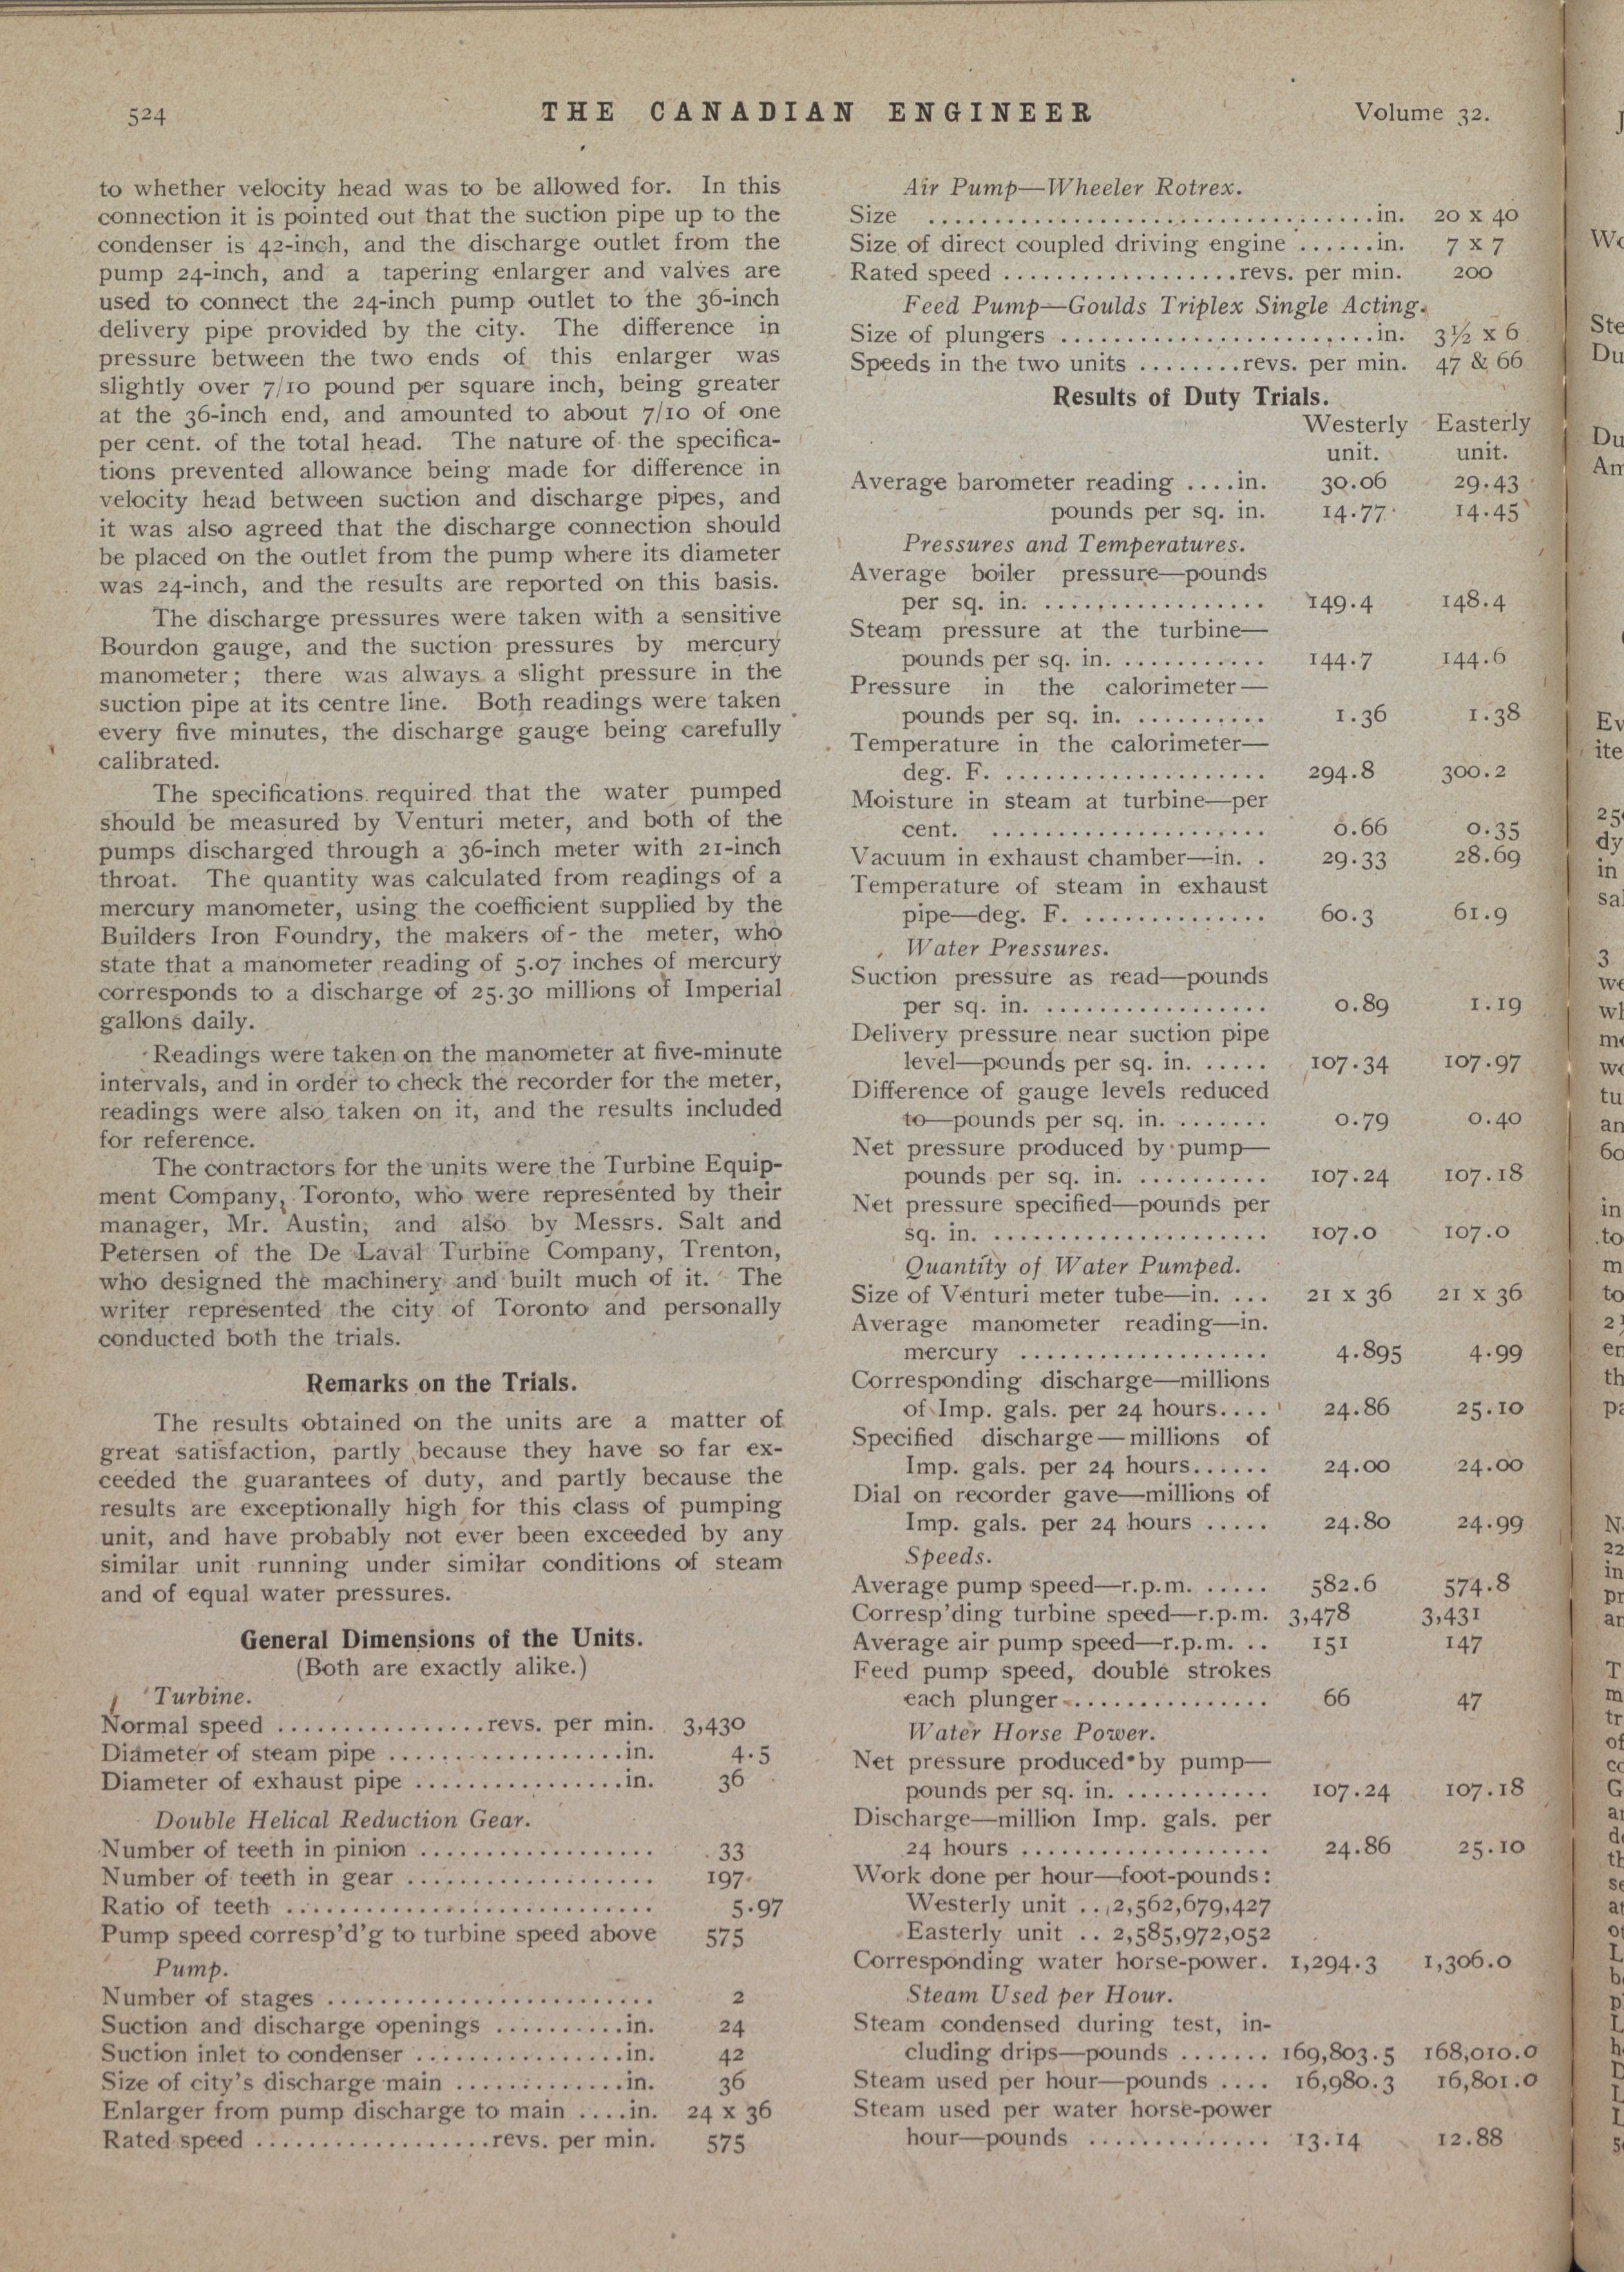 524
THE CANADIAN ENGINEER
Volume 32.
to whether velocity head was to be allowed for. In this
connection it is pointed out that the suction pipe up to the
condenser is 42-inch, and the discharge outlet from the
pump 24-inch, and a tapering enlarger and valves are
used to connect the 24-inch pump outlet to the 36-inch
delivery pipe provided by the city. The difference in
pressure between the two ends of this enlarger was
slightly over 7/10 pound per square inch, being greater
at the 36-inch end, and amounted to about 7/10 of one
per cent. of the total head. The nature of the specifica-
tions prevented allowance being made for difference in
velocity head between suction and discharge pipes, and
it was also agreed that the discharge connection should
be placed on the outlet from the pump where its diameter
was 24-inch, and the results are reported on this basis.
The discharge pressures were taken with a sensitive
Bourdon gauge, and the suction pressures by mercury
manometer; there was always a slight pressure in the
suction pipe at its centre line. Both readings were taken
every five minutes, the discharge gauge being carefully
calibrated.
The specifications required that the water pumped
should be measured by Venturi meter, and both of the
pumps discharged through a 36-inch meter with 21-inch
throat. The quantity was calculated from readings of a
mercury manometer, using the coefficient supplied by the
Builders Iron Foundry, the makers of the meter, who
state that a manometer reading of 5.07 inches of mercury
corresponds to a discharge of 25.30 millions of Imperial
gallons daily.
Readings were taken on the manometer at five-minute
intervals, and in order to check the recorder for the meter,
readings were also taken on it, and the results included
for reference.
The contractors for the units were the Turbine Equip-
ment Company, Toronto, who were represented by their
manager, Mr. Austin, and also by Messrs. Salt and
Petersen of the De Laval Turbine Company, Trenton,
who designed the machinery and built much of it. The
writer represented the city of Toronto and personally
conducted both the trials.
Remarks on the Trials.
The results obtained on the units are a matter of
great satisfaction, partly because they have so far ex-
ceeded the guarantees of duty, and partly because the
results are exceptionally high for this class of pumping
unit, and have probably not ever been exceeded by any
similar unit running under similar conditions of steam
and of equal water pressures.
General Dimensions of the Units.
(Both are exactly alike.)
Turbine.
Normal speed ................revs. per min. 3,430
Diameter of steam pipe ..................in. 4.5
Diameter of exhaust pipe ................in. 36
Double Helical Reduction Gear.
Number of teeth in pinion .................. 33
Number of teeth in gear ................... 197
Ratio of teeth ............................ 5.97
Pump speed corresp'd'g to turbine speed above 575
Pump.
Number of stages ......................... 2
Suction and discharge openings ..........in. 24
Suction inlet to condenser ................in. 42
Size of city's discharge main .............in. 36
Enlarger from pump discharge to main ....in. 24 x 36
Rated speed ..................revs. per min. 575
Air Pump—Wheeler Rotrex.
Size ..................................in. 20 x 40
Size of direct coupled driving engine ......in. 7 x 7
Rated speed ..................revs. per min. 200
Feed Pump—Goulds Triplex Single Acting.
Size of plungers ........................in. 3½ x 6
Speeds in the two units ........revs. per min. 47 & 66
Results of Duty Trials.
Westerly Easterly
unit. unit.
Average barometer reading ....in. 30.06 29.43
pounds per sq. in. 14.77 14.45
Pressures and Temperatures.
Average boiler pressure—pounds
per sq. in. ................. 149.4 148.4
Steam pressure at the turbine—
pounds per sq. in. ........... 144.7 144.6
Pressure in the calorimeter—
pounds per sq. in. .......... 1.36 1.38
Temperature in the calorimeter—
deg. F. .................... 294.8 300.2
Moisture in steam at turbine—per
cent. ..................... 0.66 0.35
Vacuum in exhaust chamber—in. . 29.33 28.69
Temperature of steam in exhaust
pipe—deg. F. .............. 60.3 61.9
Water Pressures.
Suction pressure as read—pounds
per sq. in. ................. 0.89 1.19
Delivery pressure near suction pipe
level—pounds per sq. in. ..... 107.34 107.97
Difference of gauge levels reduced
to—pounds per sq. in. ....... 0.79 0.40
Net pressure produced by pump—
pounds per sq. in. .......... 107.24 107.18
Net pressure specified—pounds per
sq. in. ..................... 107.0 107.0
Quantity of Water Pumped.
Size of Venturi meter tube—in. ... 21 x 36 21 x 36
Average manometer reading—in.
mercury ................... 4.895 4.99
Corresponding discharge—millions
of Imp. gals. per 24 hours.... 24.86 25.10
Specified discharge—millions of
Imp. gals. per 24 hours...... 24.00 24.00
Dial on recorder gave—millions of
Imp. gals. per 24 hours ..... 24.80 24.99
Speeds.
Average pump speed—r.p.m. ..... 582.6 574.8
Corresp'ding turbine speed—r.p.m. 3,478 3,431
Average air pump speed—r.p.m. .. 151 147
Feed pump speed, double strokes
each plunger ............... 66 47
Water Horse Power.
Net pressure produced by pump—
pounds per sq. in. ........... 107.24 107.18
Discharge—million Imp. gals. per
24 hours ................... 24.86 25.10
Work done per hour—foot-pounds:
Westerly unit .. 2,562,679,427
Easterly unit .. 2,585,972,052
Corresponding water horse-power. 1,294.3 1,306.0
Steam Used per Hour.
Steam condensed during test, in-
cluding drips—pounds ....... 169,803.5 168,010.0
Steam used per hour—pounds .... 16,980.3 16,801.0
Steam used per water horse-power
hour—pounds .............. 13.14 12.88